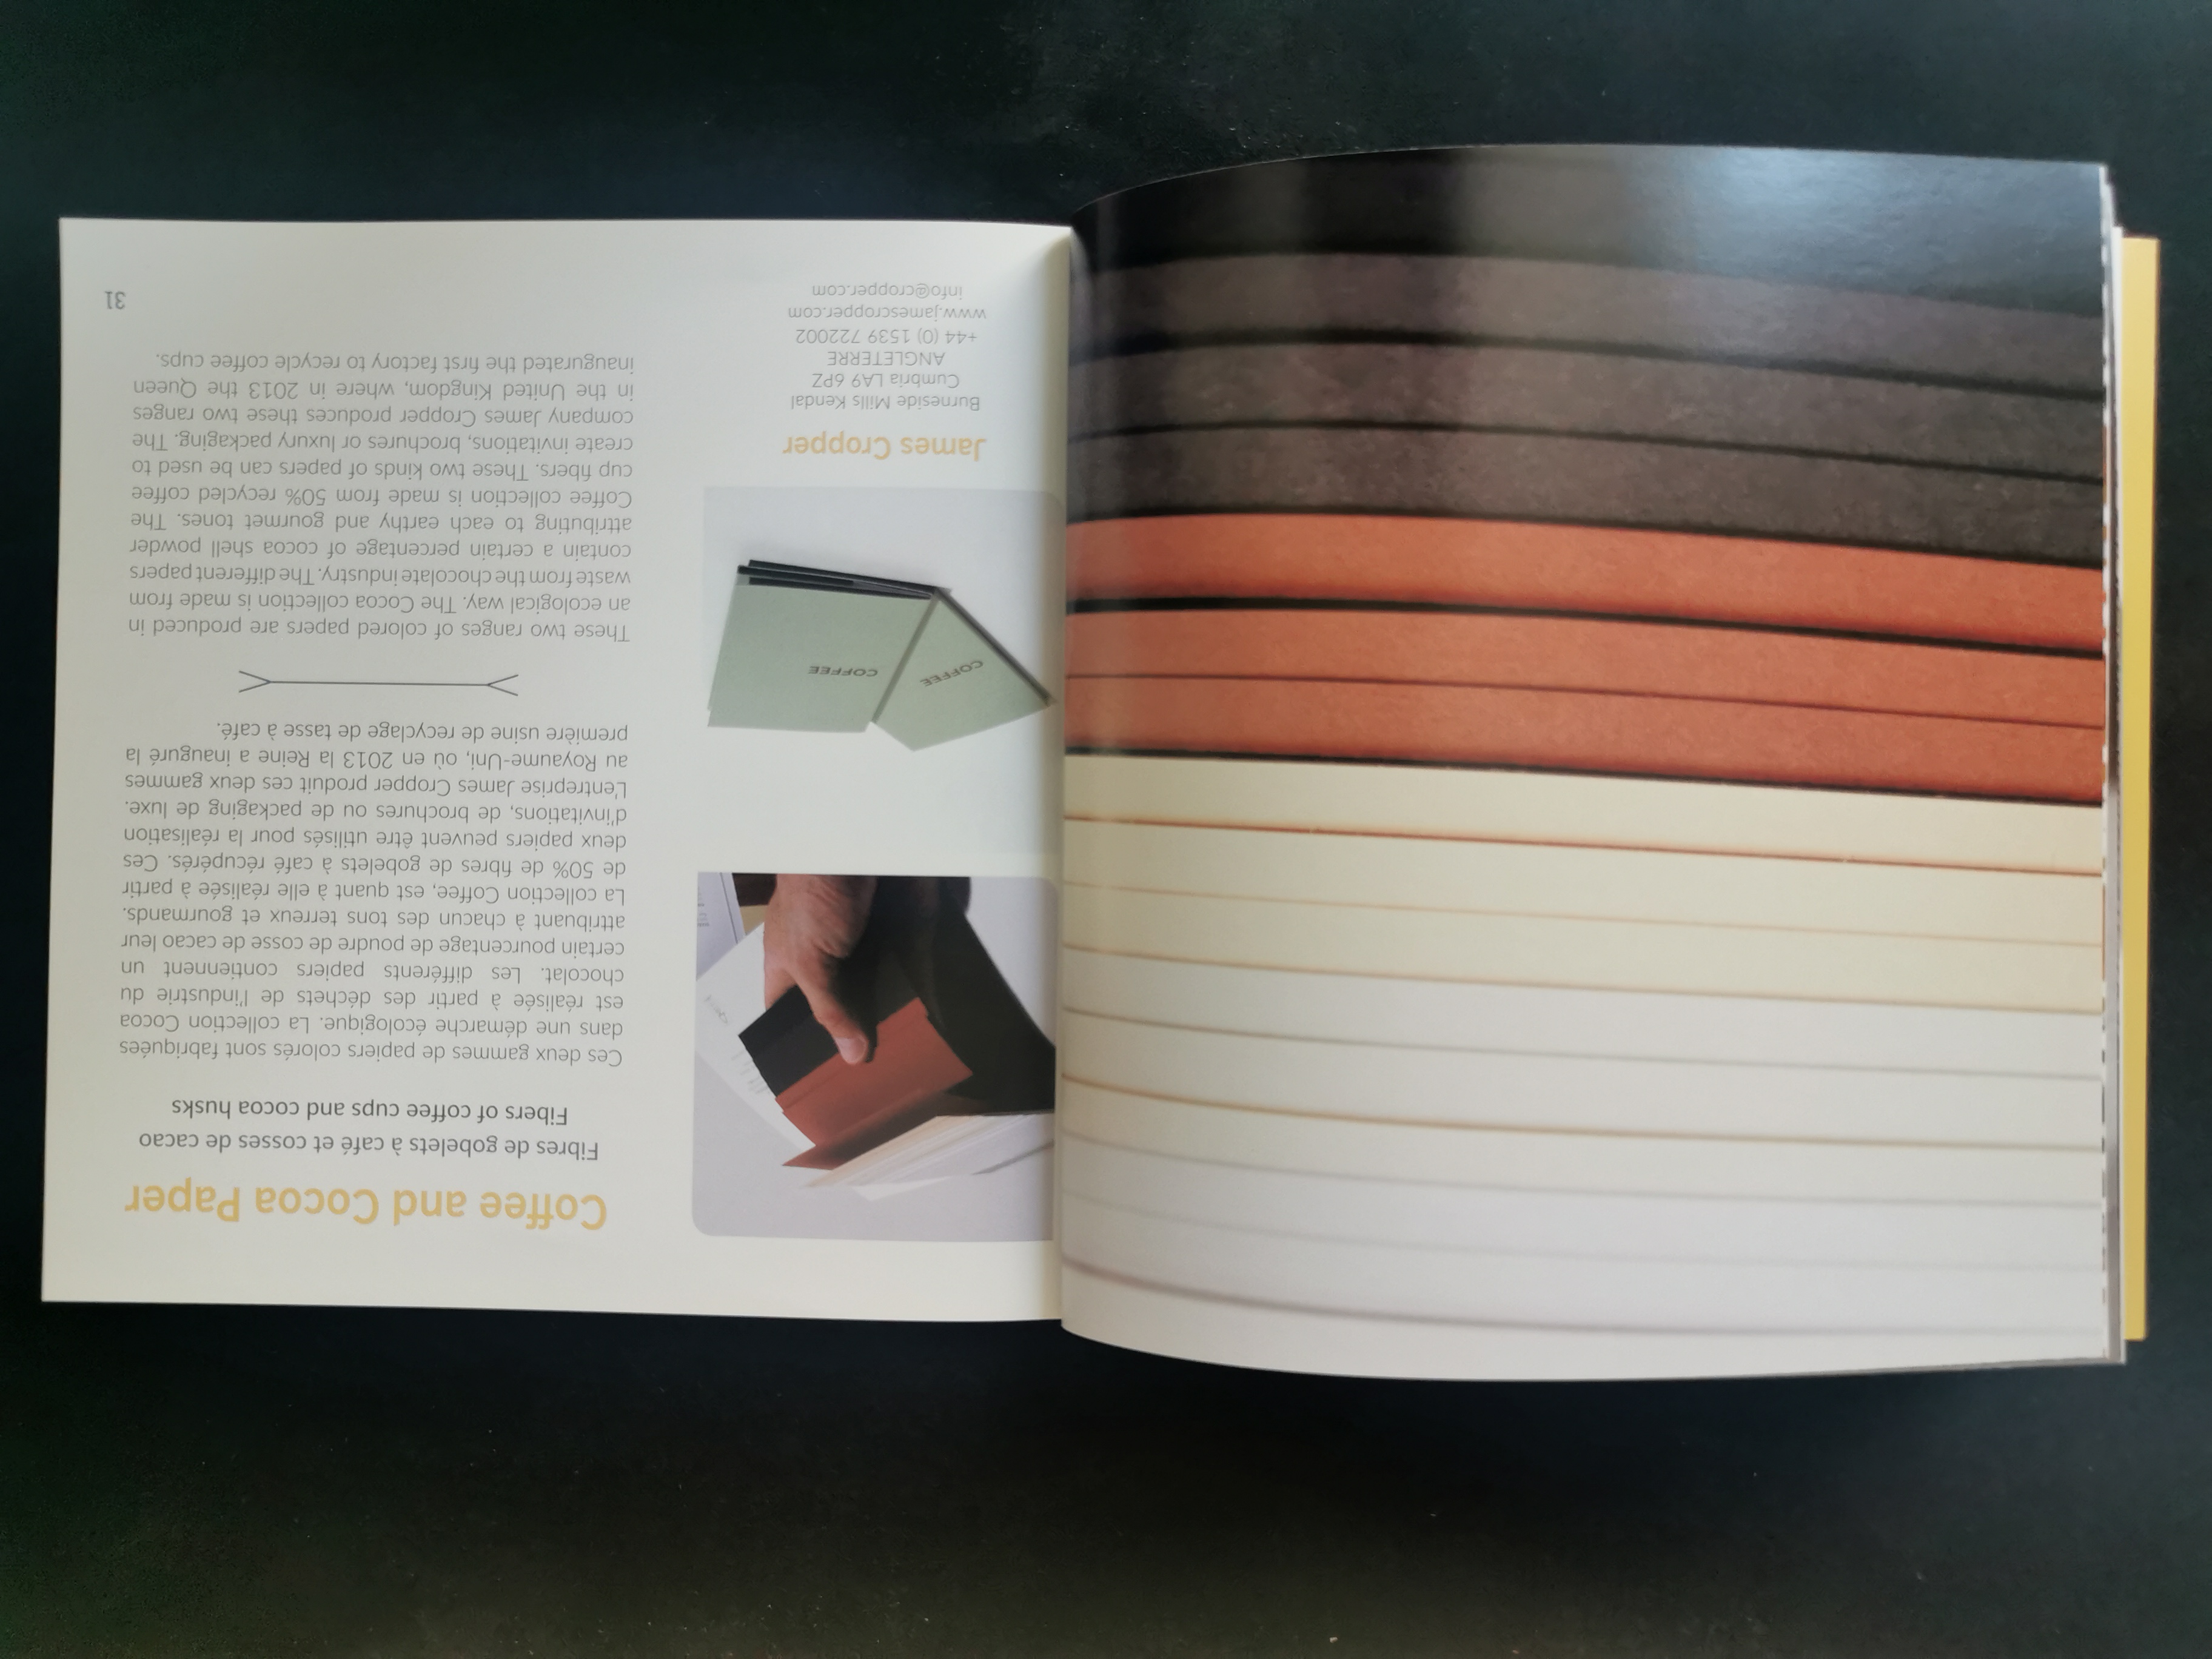 Coffee and Cocoa Paper
Fibres de gobelets à café et cosses de cacao
Fibers of coffee cups and cocoa husks
Ces deux gammes de papiers colorés sont fabriquées
dans une démarche écologique. La collection Cocoa
est réalisée à partir des déchets de l'industrie du
chocolat. Les différents papiers contiennent un
certain pourcentage de poudre de cosse de cacao leur
attribuant à chacun des tons terreux et gourmands.
La collection Coffee, est quant à elle réalisée à partir
de 50% de fibres de gobelets à café récupérés. Ces
deux papiers peuvent être utilisés pour la réalisation
d'invitations, de brochures ou de packaging de luxe.
L'entreprise James Cropper produit ces deux gammes
au Royaume-Uni, où en 2013 la Reine a inauguré la
première usine de recyclage de tasse à café.
These two ranges of colored papers are produced in
an ecological way. The Cocoa collection is made from
waste from the chocolate industry. The different papers
contain a certain percentage of cocoa shell powder
attributing to each earthy and gourmet tones. The
Coffee collection is made from 50% recycled coffee
cup fibers. These two kinds of papers can be used to
create invitations, brochures or luxury packaging. The
company James Cropper produces these two ranges
in the United Kingdom, where in 2013 the Queen
inaugurated the first factory to recycle coffee cups.
COFFEE
COFFEE
James Cropper
Burneside Mills Kendal
Cumbria LA9 6PZ
ANGLETERRE
+44 (0) 1539 722002
www.jamescropper.com
info@cropper.com
31